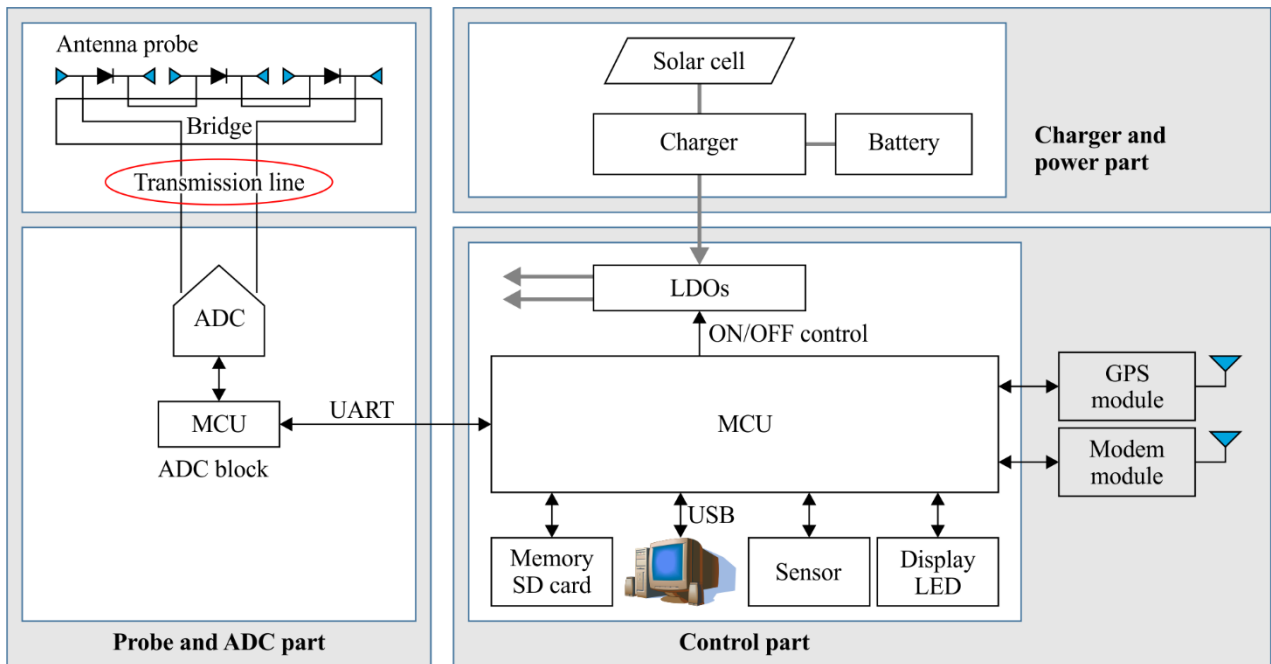 Antenna probe
Bridge
Transmission line
ADC
MCU
ADC block
UART
Probe and ADC part
Solar cell
Charger
Battery
Charger and
power part
LDOs
ON/OFF control
MCU
GPS
module
Modem
module
USB
Memory
SD card
Sensor
Display
LED
Control part